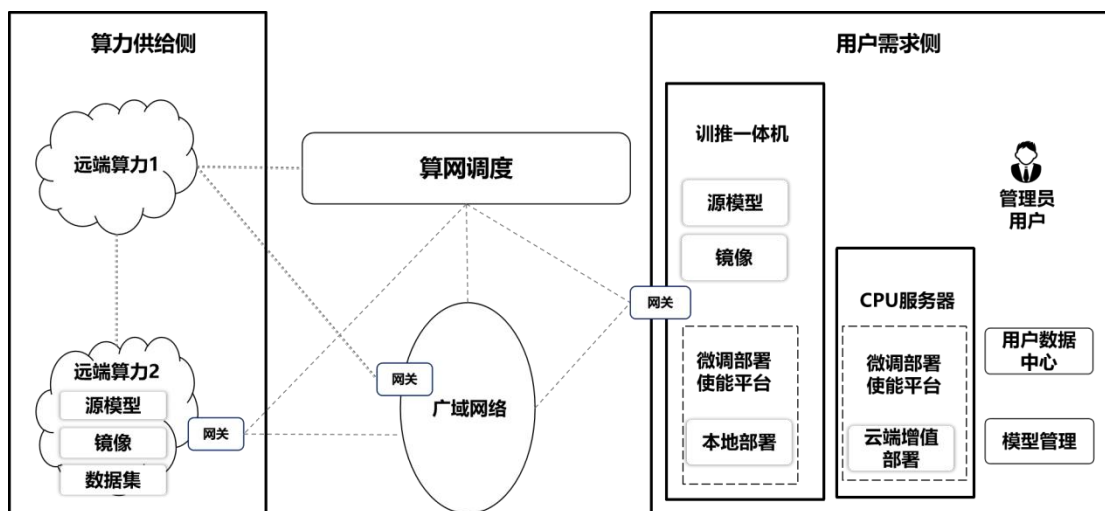 算力供给侧
远端算力1
远端算力2
源模型
镜像
数据集
网关
算网调度
网关
广域网络
网关
用户需求侧
训推一体机
源模型
镜像
微调部署
使能平台
本地部署
CPU服务器
微调部署
使能平台
云端增值
部署
管理员
用户
用户数据
中心
模型管理